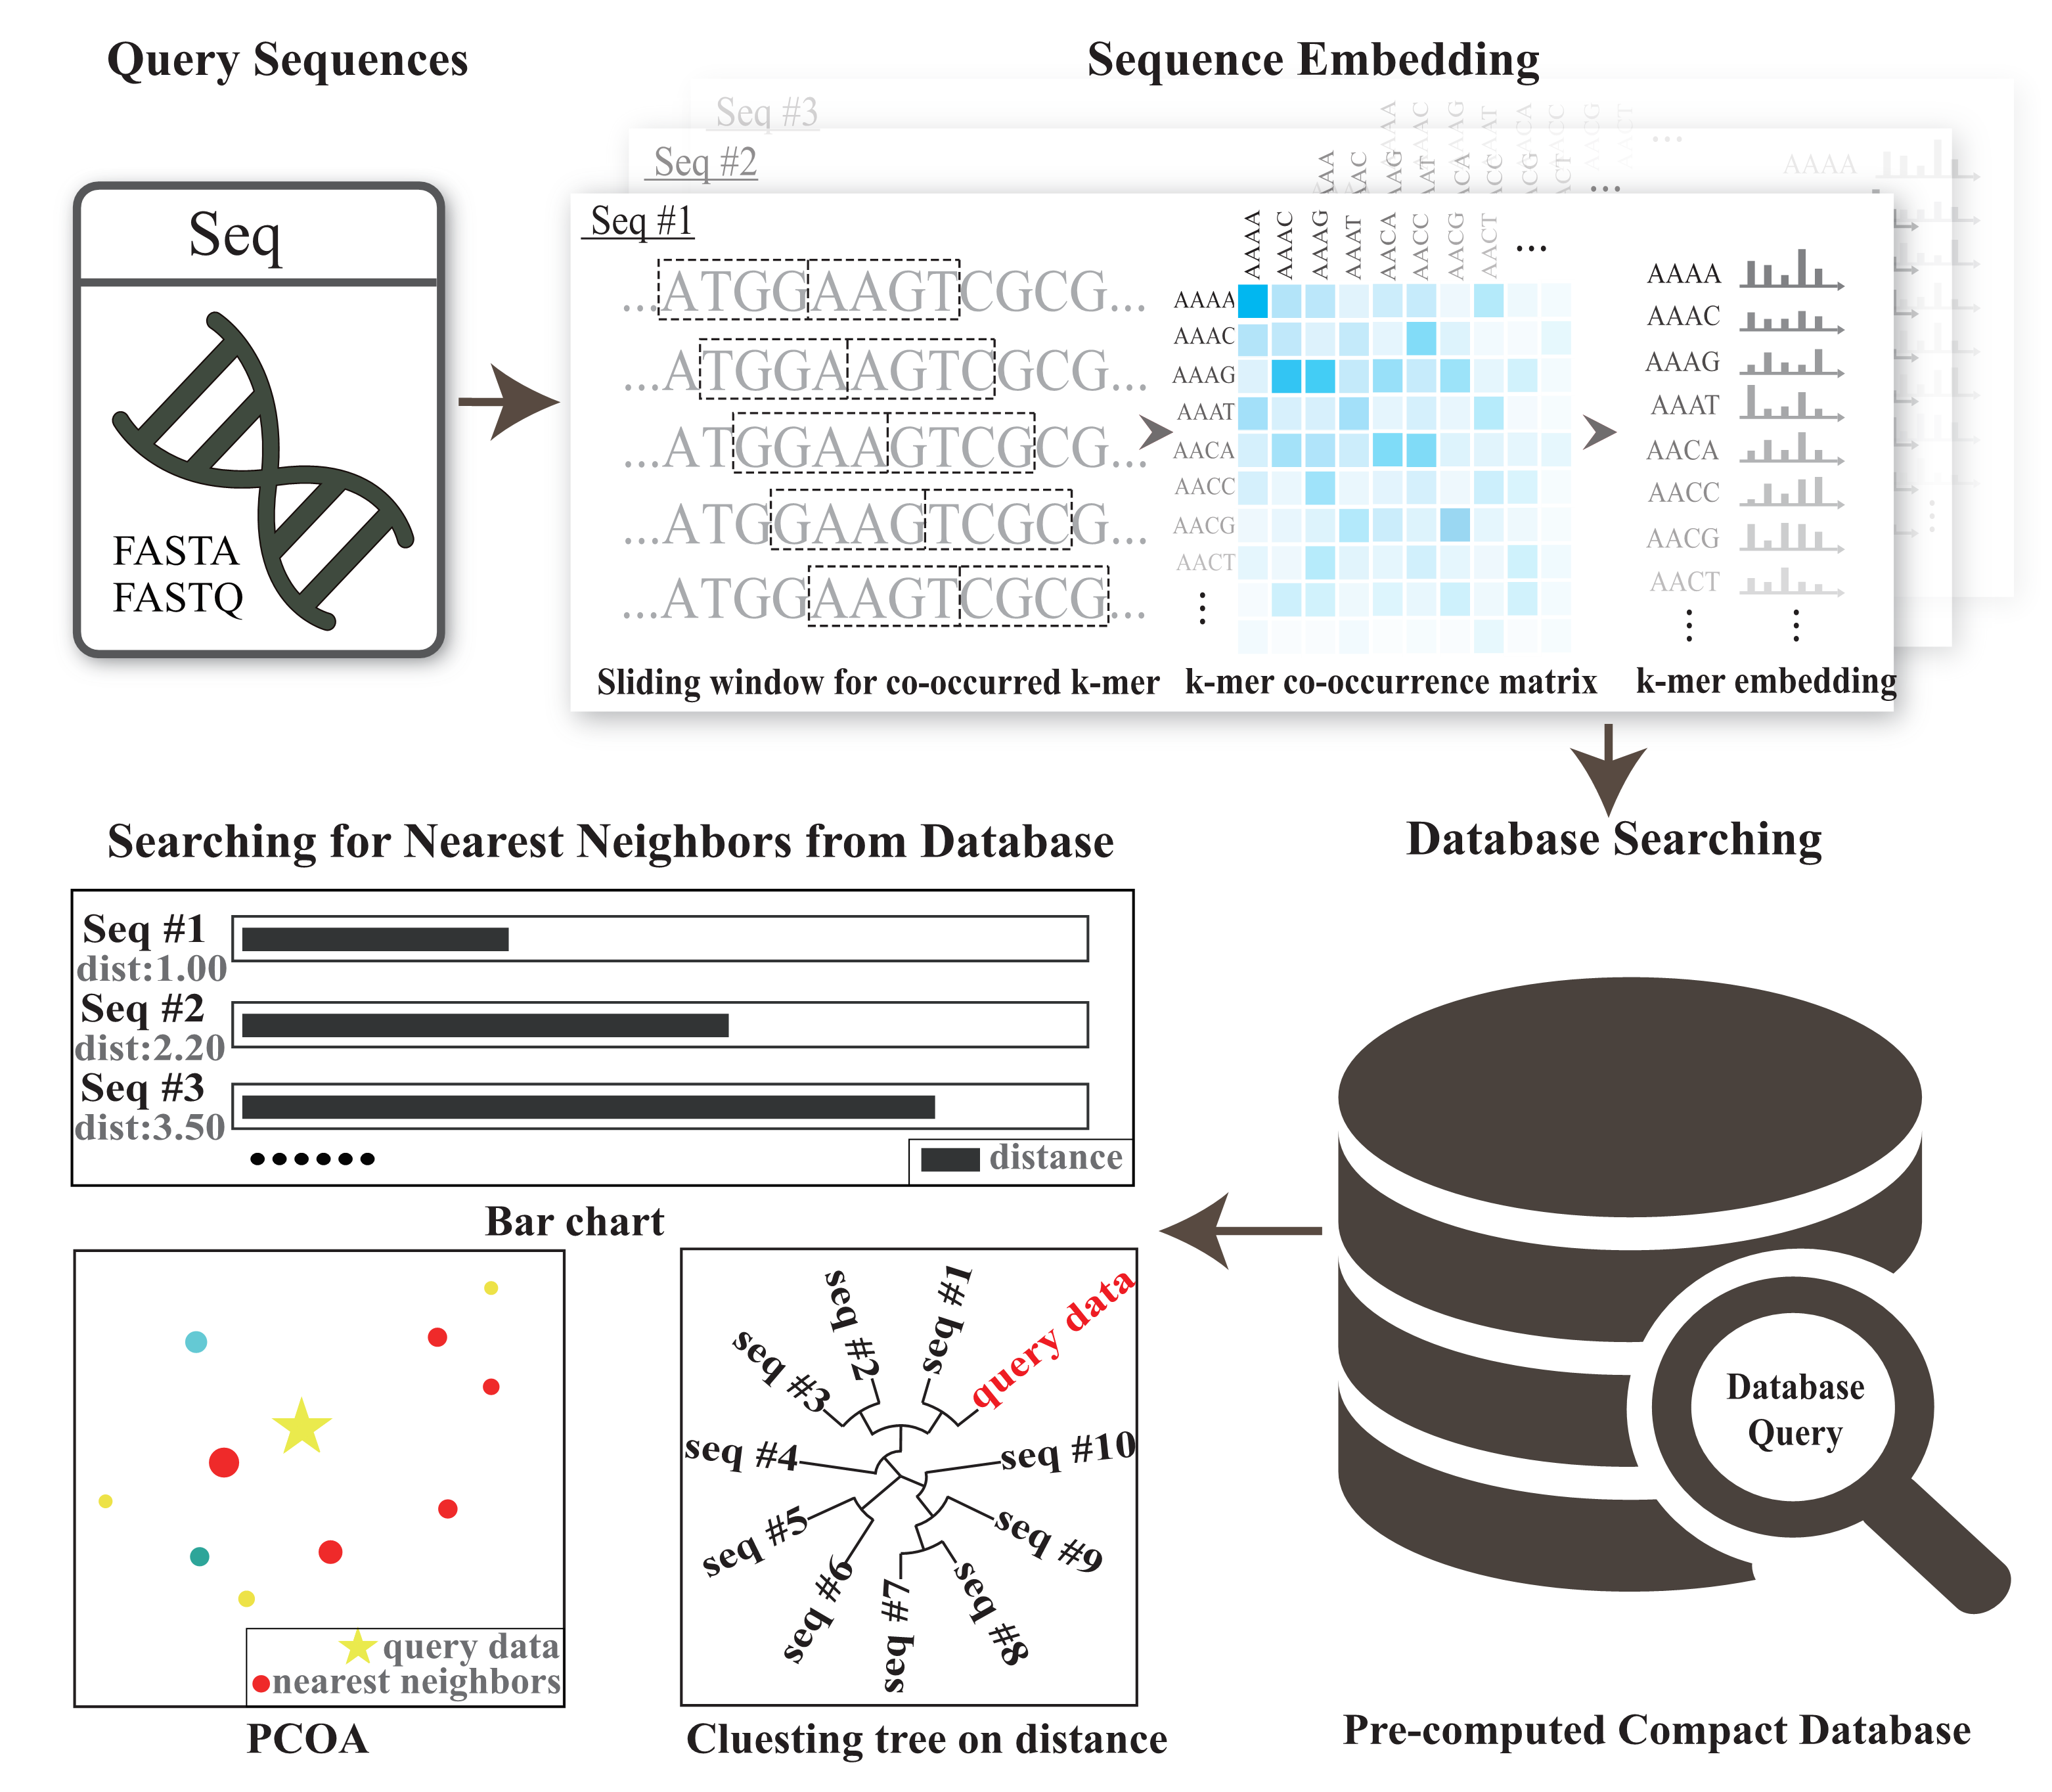 Query Sequences
Sequence Embedding
Seq
FASTA
FASTQ
Seq #3
Seq #2
Seq #1
AAAA
AAAC
AAAG
AAAT
AACA
AACC
AACG
AACT
...
...ATGGAAGTCGCG...
...ATGGAAGTCGCG...
...ATGGAAGTCGCG...
...ATGGAAGTCGCG...
...ATGGAAGTCGCG...
AAAA
AAAC
AAAG
AAAT
AACA
AACC
AACG
AACT
AAAA
AAAC
AAAG
AAAT
AACA
AACC
AACG
AACT
AAAA
Sliding window for co-occurred k-mer
k-mer co-occurrence matrix
k-mer embedding
Searching for Nearest Neighbors from Database
Database Searching
Seq #1
dist:1.00
Seq #2
dist:2.20
Seq #3
dist:3.50
distance
Bar chart
query data
nearest neighbors
PCOA
seq #1
query data
seq #2
seq #3
seq #4
seq #5
seq #6
seq #7
seq #8
seq #9
seq #10
Cluesting tree on distance
Database
Query
Pre-computed Compact Database